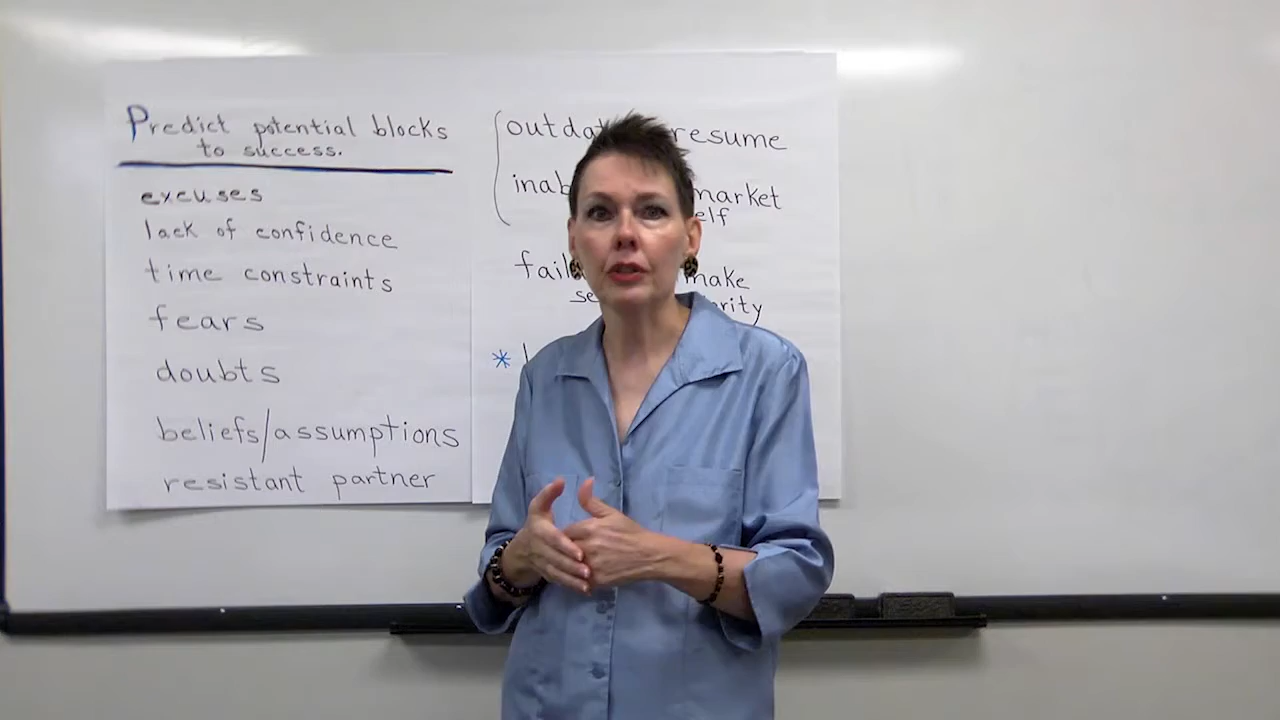 Predict potential blocks
to success.
excuses
lack of confidence
time constraints
fears
doubts
beliefs/assumptions
resistant partner
resume
market
make
*